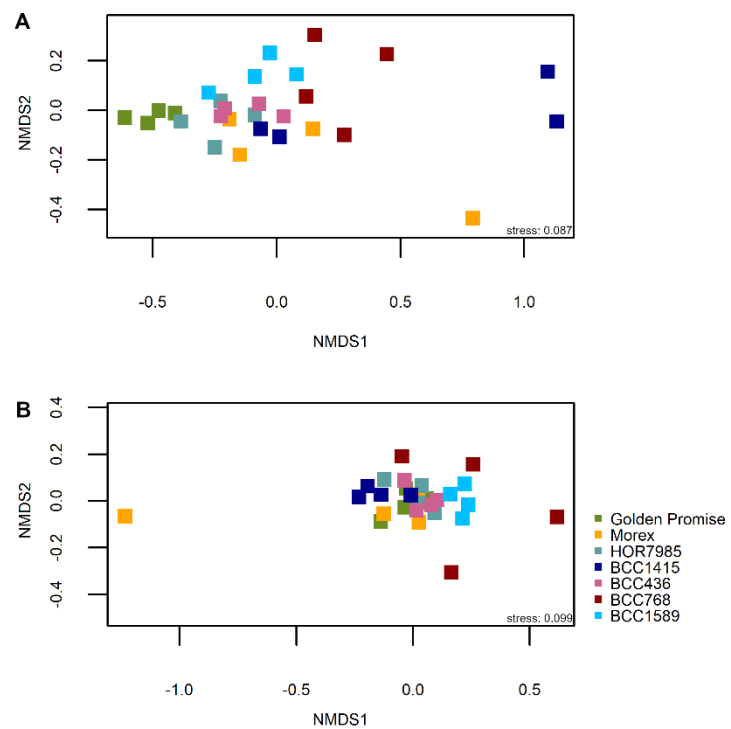 A
NMDS2
0.2
0.0
-0.2
-0.4
stress: 0.087
-0.5 0.0 0.5 1.0
NMDS1
B
NMDS2
0.4
0.2
0.0
-0.2
-0.4
Golden Promise
Morex
HOR7985
BCC1415
BCC436
BCC768
BCC1589
stress: 0.099
-1.0 -0.5 0.0 0.5
NMDS1